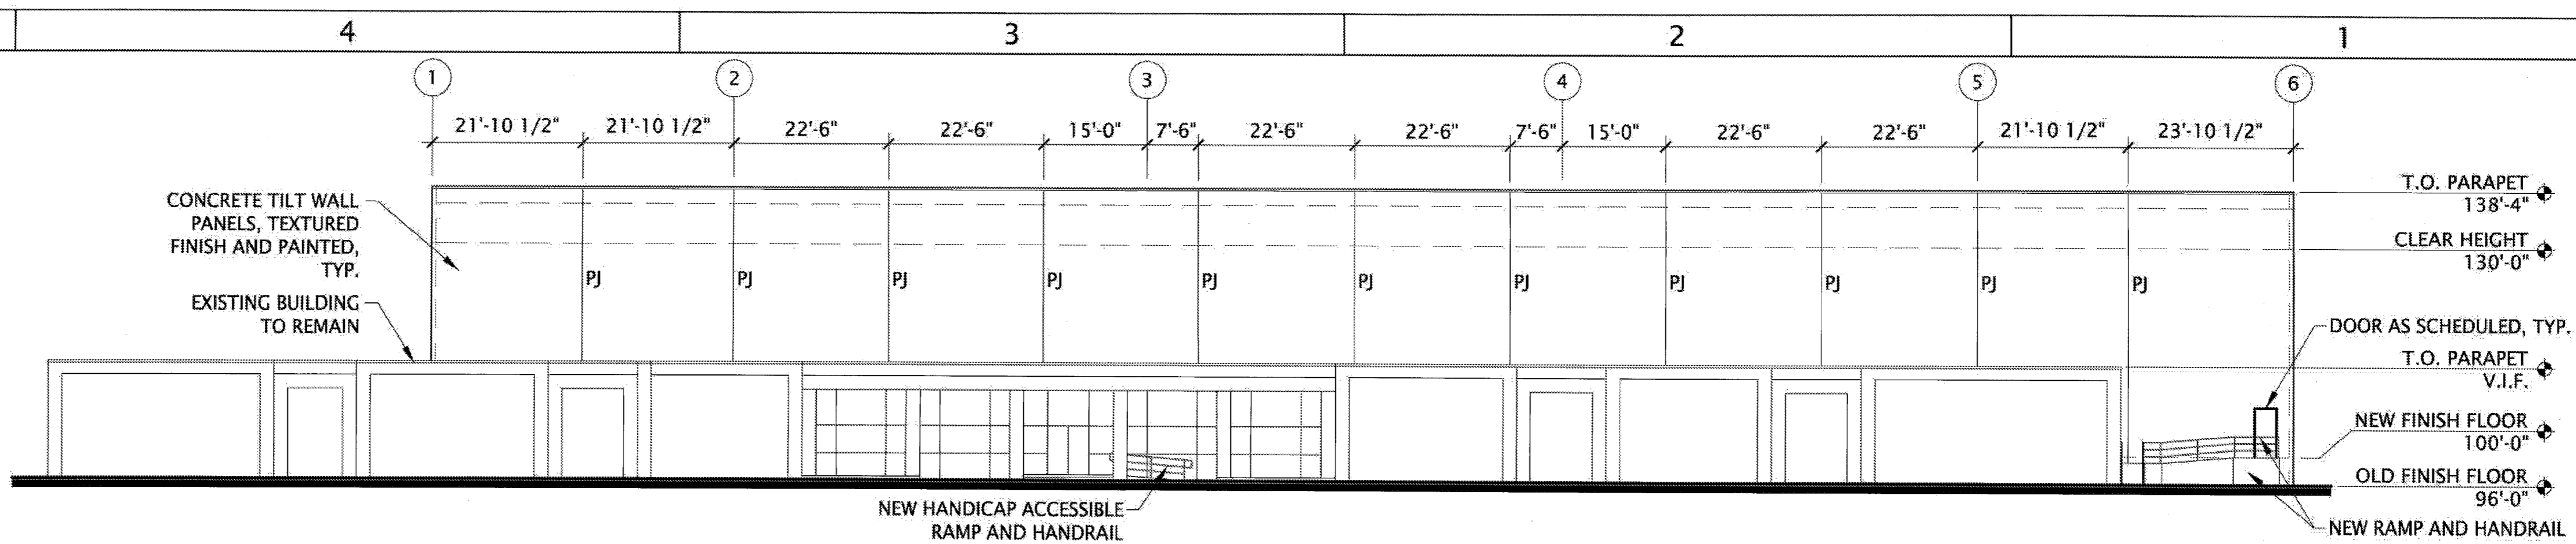 4 3 2 1
1 2 3 4 5 6
21'-10 1/2" 21'-10 1/2" 22'-6" 22'-6" 15'-0" 7'-6" 22'-6" 22'-6" 7'-6" 15'-0" 22'-6" 22'-6" 21'-10 1/2" 23'-10 1/2"
CONCRETE TILT WALL
PANELS, TEXTURED
FINISH AND PAINTED,
TYP.
EXISTING BUILDING
TO REMAIN
PJ PJ PJ PJ PJ PJ PJ PJ PJ PJ PJ
T.O. PARAPET
138'-4"
CLEAR HEIGHT
130'-0"
DOOR AS SCHEDULED, TYP.
T.O. PARAPET
V.I.F.
NEW FINISH FLOOR
100'-0"
OLD FINISH FLOOR
96'-0"
NEW RAMP AND HANDRAIL
NEW HANDICAP ACCESSIBLE
RAMP AND HANDRAIL